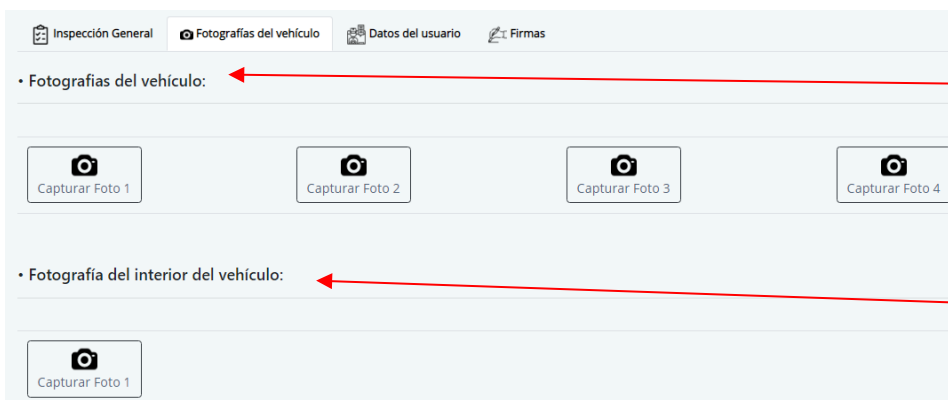 Inspección General Fotografías del vehículo Datos del usuario Firmas
• Fotografias del vehículo:
Capturar Foto 1 Capturar Foto 2 Capturar Foto 3 Capturar Foto 4
• Fotografía del interior del vehículo:
Capturar Foto 1